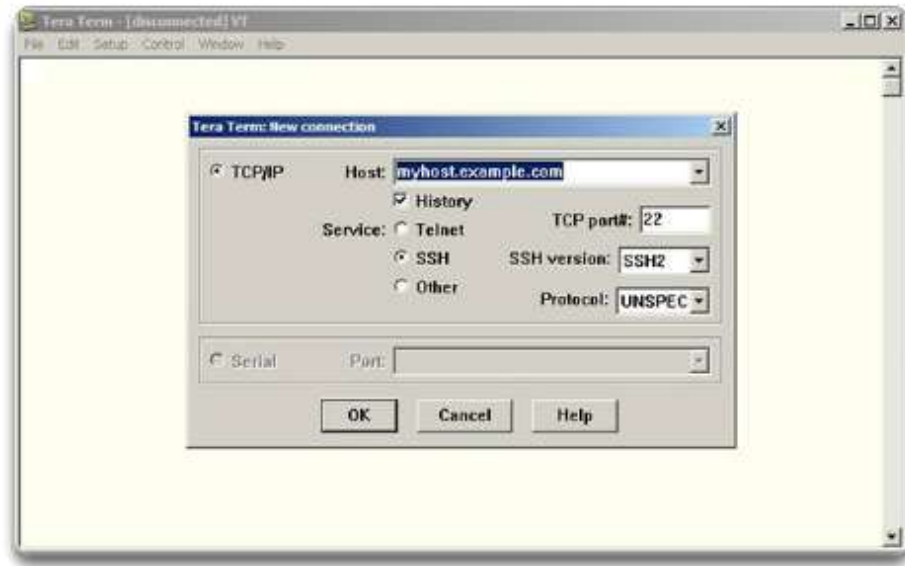 Tera Term - [disconnected] VT
File Edit Setup Control Window Help
Tera Term: New connection
TCP/IP Host: myhost.example.com
History
Service: Telnet TCP port#: 22
SSH SSH version: SSH2
Other Protocol: UNSPEC
Serial Port:
OK Cancel Help